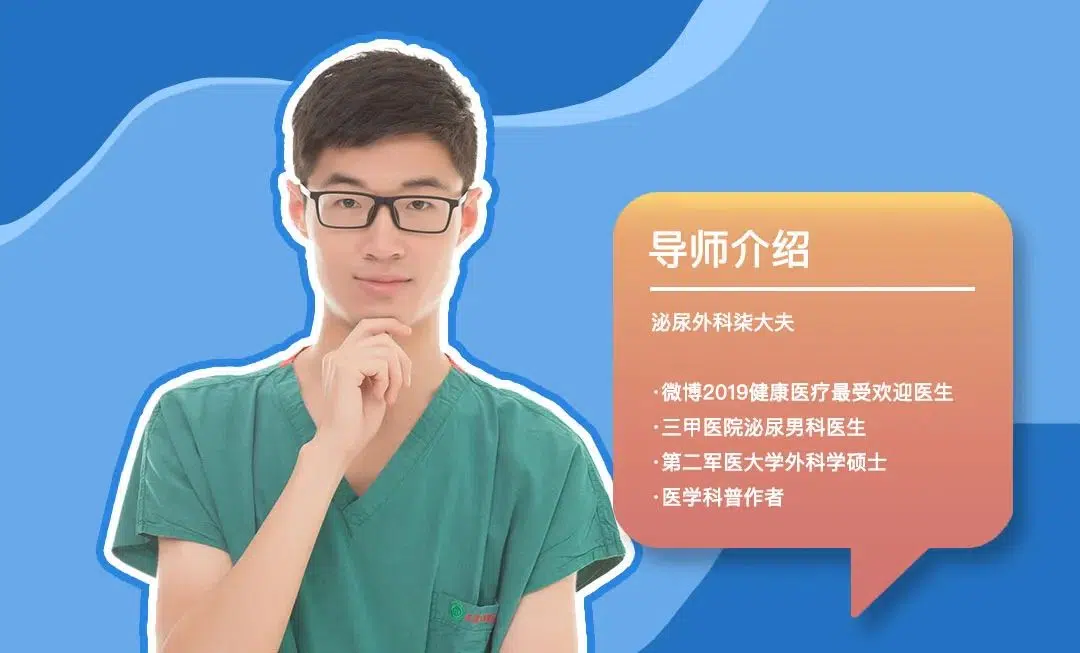 导师介绍
泌尿外科柒大夫
·微博2019健康医疗最受欢迎医生
·三甲医院泌尿男科医生
·第二军医大学外科学硕士
·医学科普作者